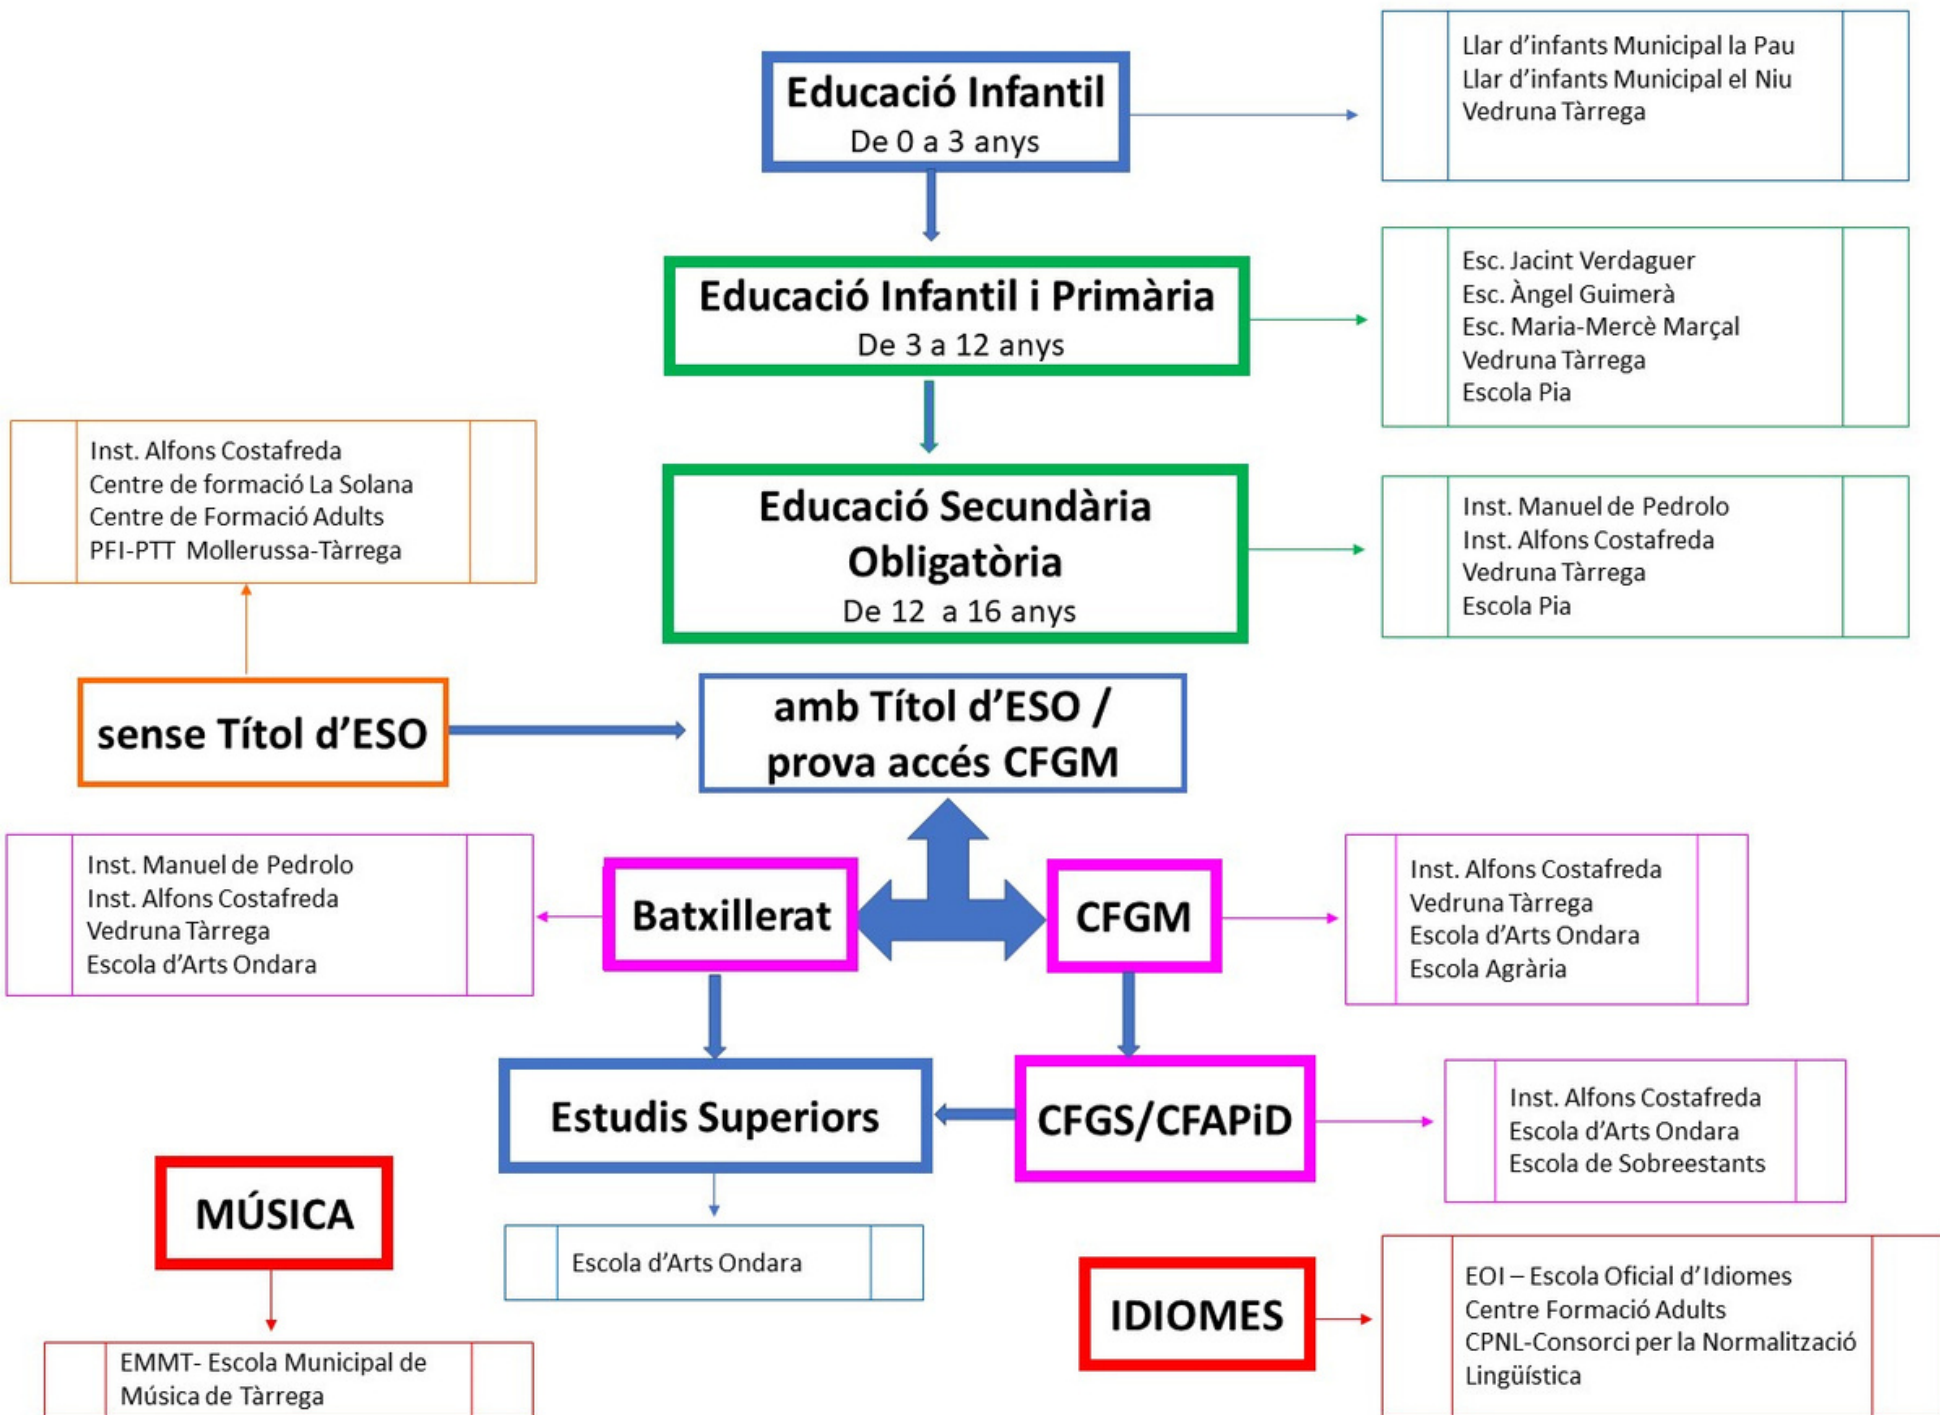 Educació Infantil
De 0 a 3 anys
Llar d'infants Municipal la Pau
Llar d'infants Municipal el Niu
Vedruna Tàrrega
Educació Infantil i Primària
De 3 a 12 anys
Esc. Jacint Verdaguer
Esc. Àngel Guimerà
Esc. Maria-Mercè Marçal
Vedruna Tàrrega
Escola Pia
Inst. Alfons Costafreda
Centre de formació La Solana
Centre de Formació Adults
PFI-PTT Mollerussa-Tàrrega
Educació Secundària
Obligatòria
De 12 a 16 anys
Inst. Manuel de Pedrolo
Inst. Alfons Costafreda
Vedruna Tàrrega
Escola Pia
sense Títol d'ESO
amb Títol d'ESO /
prova accés CFGM
Inst. Manuel de Pedrolo
Inst. Alfons Costafreda
Vedruna Tàrrega
Escola d'Arts Ondara
Batxillerat
CFGM
Inst. Alfons Costafreda
Vedruna Tàrrega
Escola d'Arts Ondara
Escola Agrària
Estudis Superiors
CFGS/CFAPiD
Inst. Alfons Costafreda
Escola d'Arts Ondara
Escola de Sobreestants
MÚSICA
Escola d'Arts Ondara
IDIOMES
EOI – Escola Oficial d'Idiomes
Centre Formació Adults
CPNL-Consorci per la Normalització
Lingüística
EMMT- Escola Municipal de
Música de Tàrrega